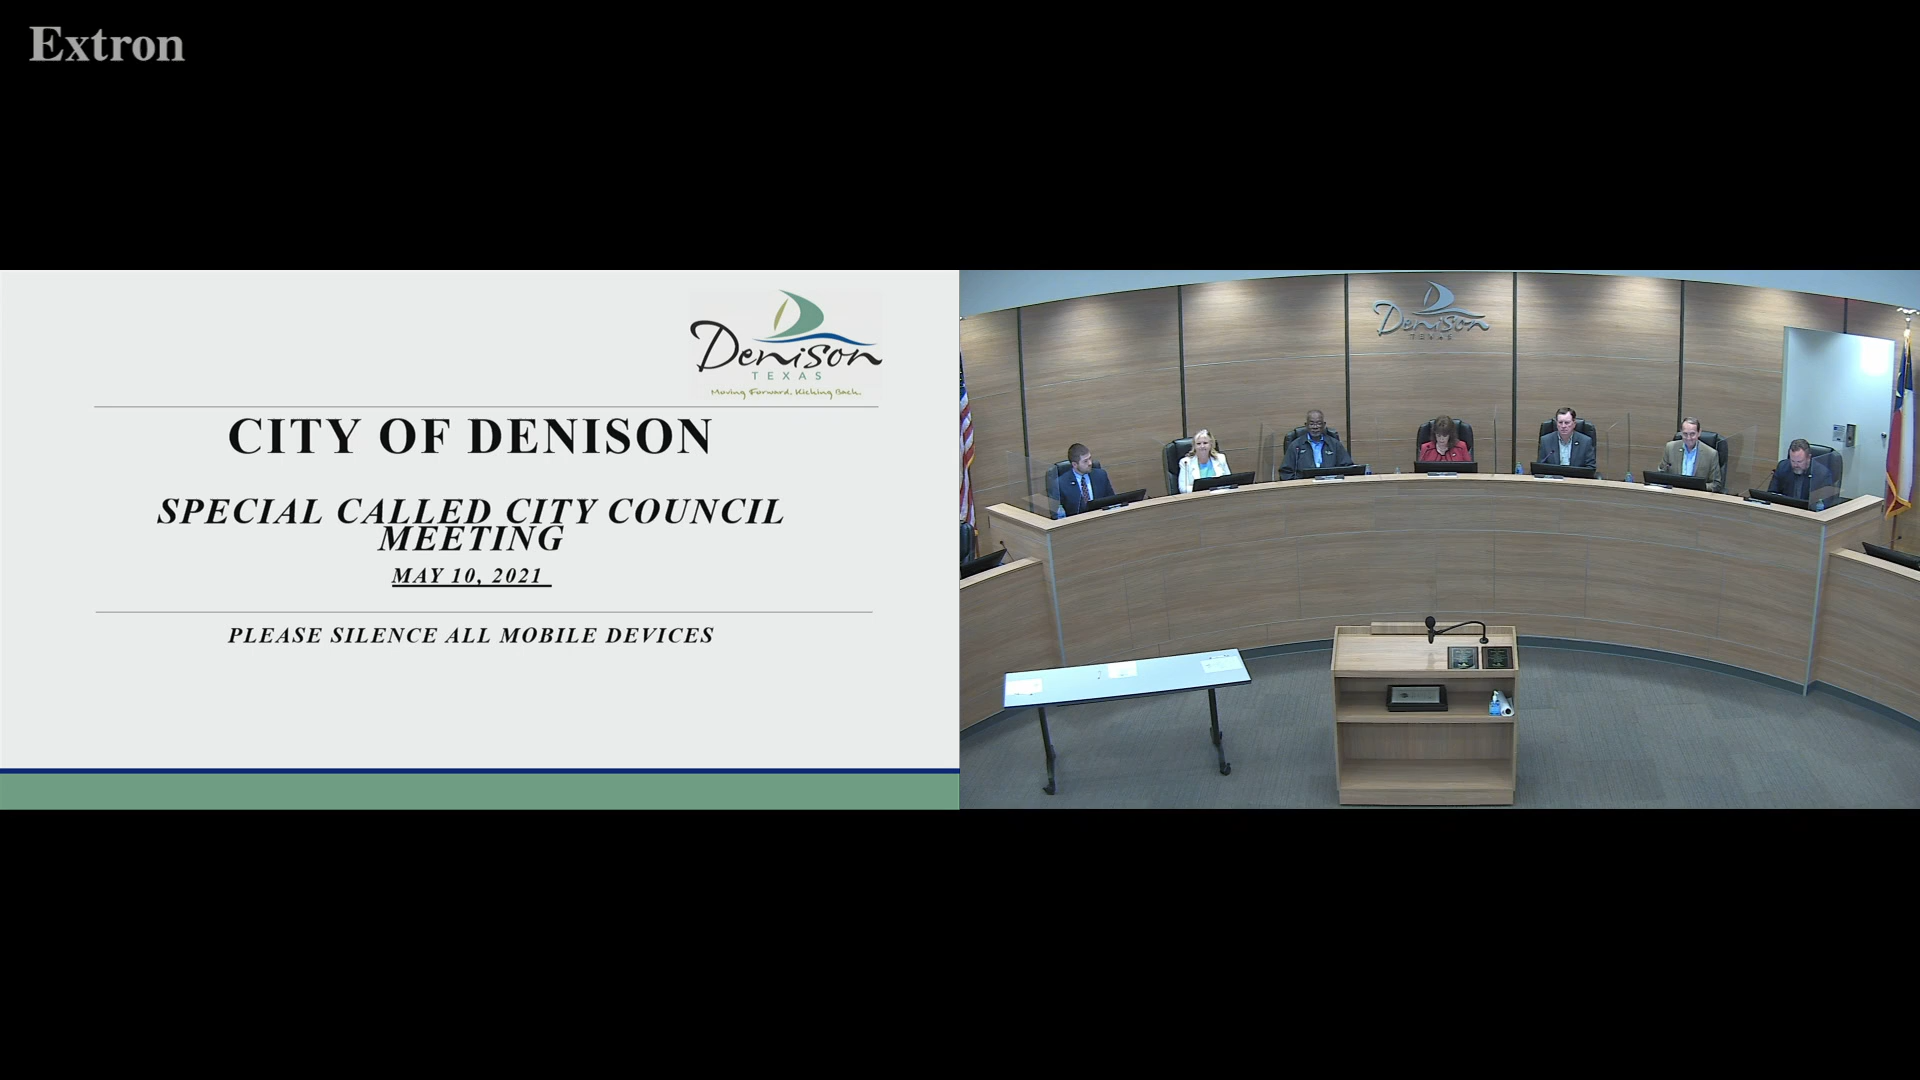 Extron
Denison
TEXAS
Moving Forward. Kicking Back.
CITY OF DENISON
SPECIAL CALLED CITY COUNCIL
MEETING
MAY 10, 2021
PLEASE SILENCE ALL MOBILE DEVICES
Denison
TEXAS